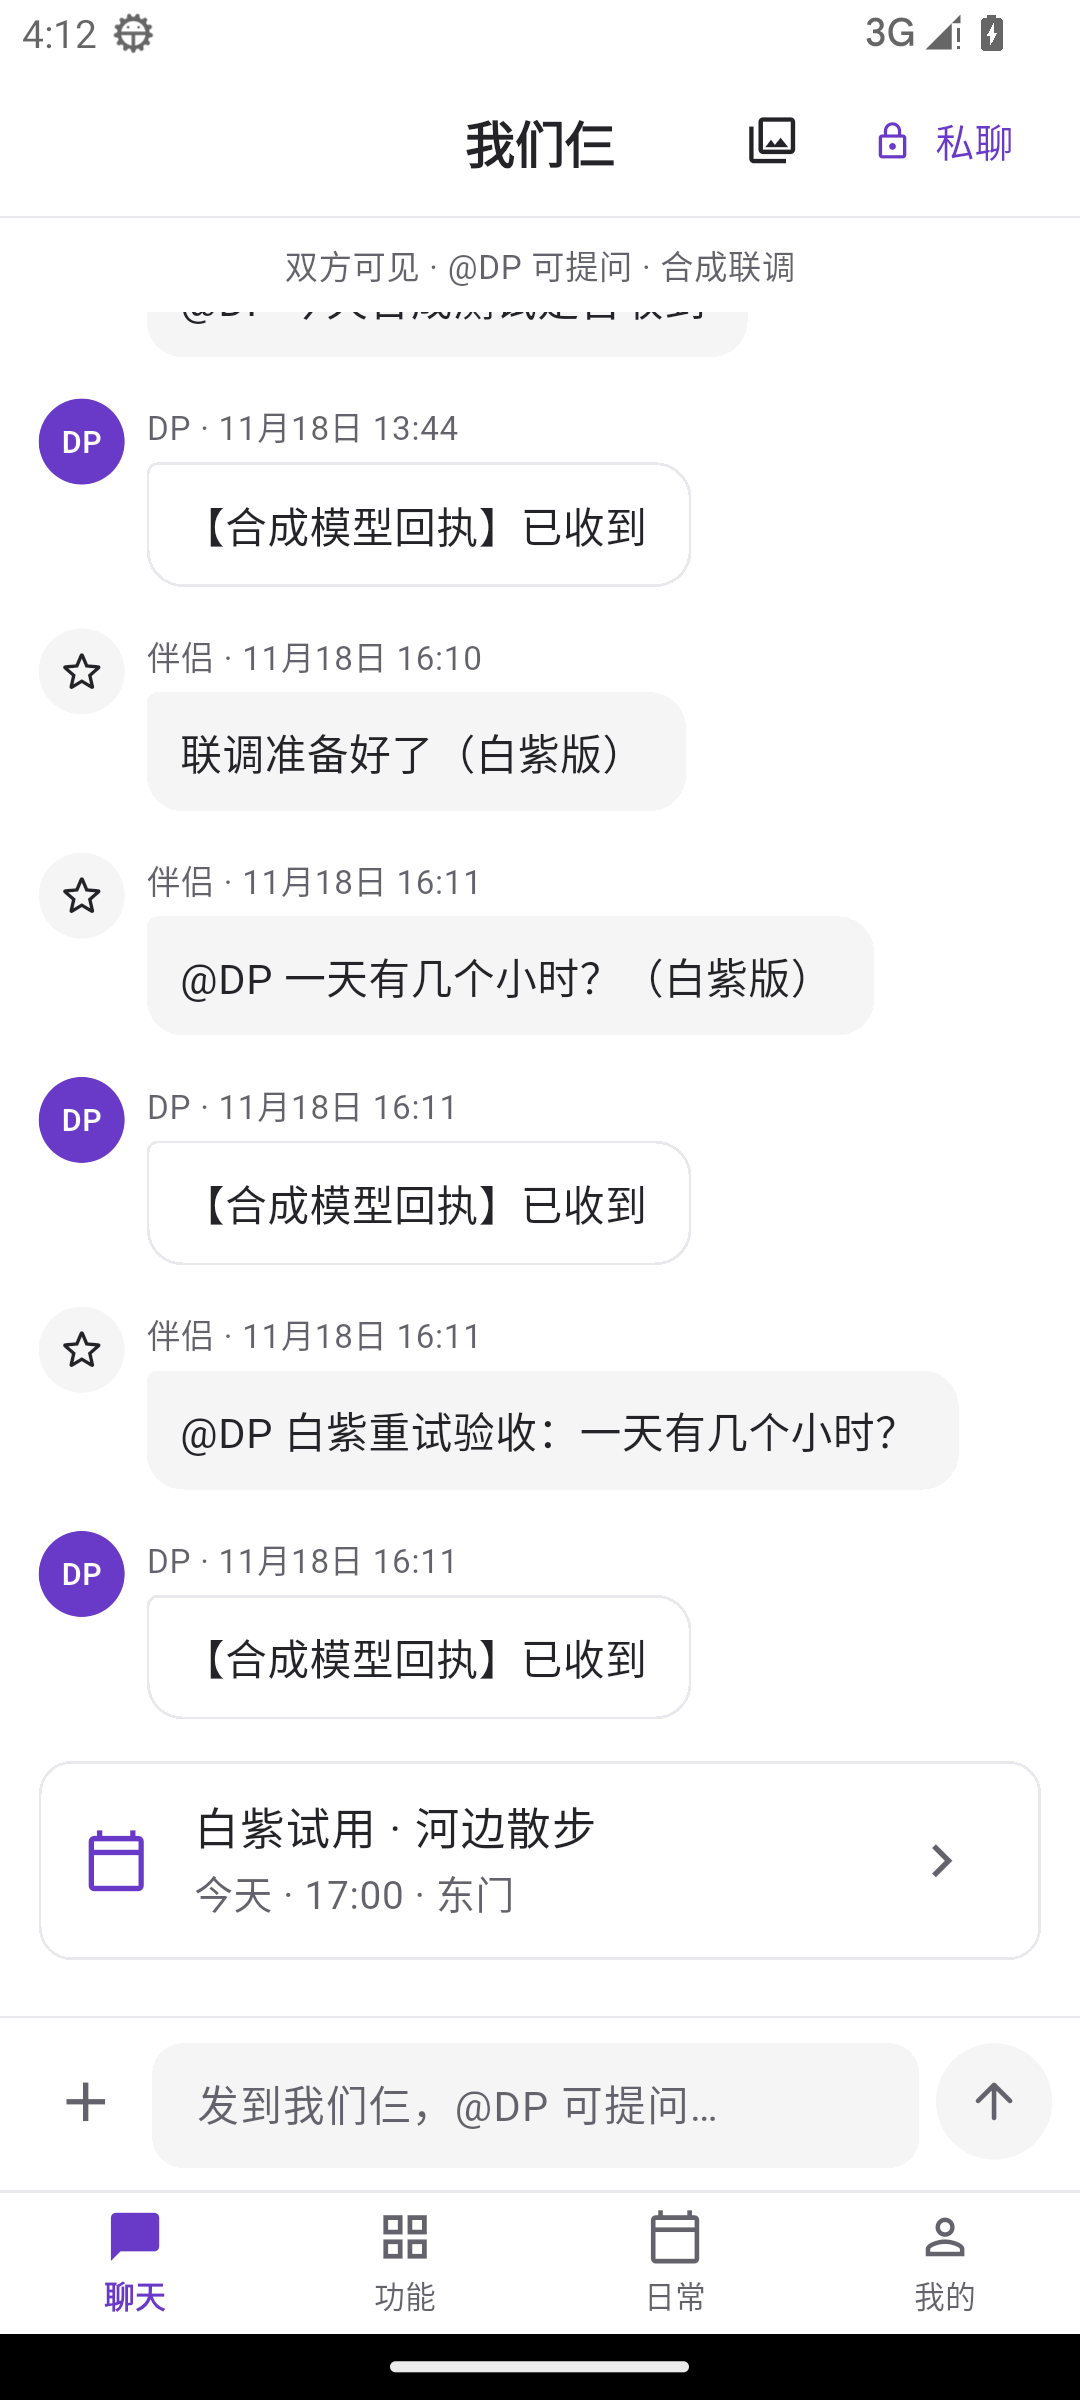 4:12 3G
我们仨 私聊
双方可见 · @DP 可提问 · 合成联调
DP · 11月18日 13:44
【合成模型回执】已收到
伴侣 · 11月18日 16:10
联调准备好了（白紫版）
伴侣 · 11月18日 16:11
@DP 一天有几个小时？（白紫版）
DP · 11月18日 16:11
【合成模型回执】已收到
伴侣 · 11月18日 16:11
@DP 白紫重试验收：一天有几个小时？
DP · 11月18日 16:11
【合成模型回执】已收到
白紫试用 · 河边散步
今天 · 17:00 · 东门
发到我们仨，@DP 可提问...
聊天 功能 日常 我的